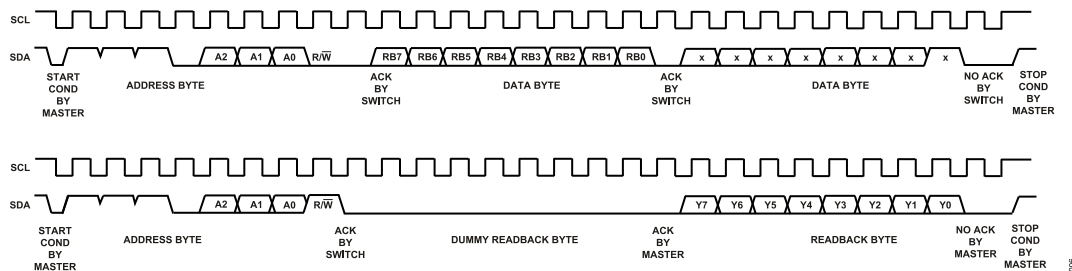 SCL
SDA A2 A1 A0 R/W̅ RB7 RB6 RB5 RB4 RB3 RB2 RB1 RB0 x x x x x x x x
START COND BY MASTER
ADDRESS BYTE
ACK BY SWITCH
DATA BYTE
ACK BY SWITCH
DATA BYTE
NO ACK BY SWITCH
STOP COND BY MASTER
SCL
SDA A2 A1 A0 R/W̅ Y7 Y6 Y5 Y4 Y3 Y2 Y1 Y0
START COND BY MASTER
ADDRESS BYTE
ACK BY SWITCH
DUMMY READBACK BYTE
ACK BY MASTER
READBACK BYTE
NO ACK BY MASTER
STOP COND BY MASTER